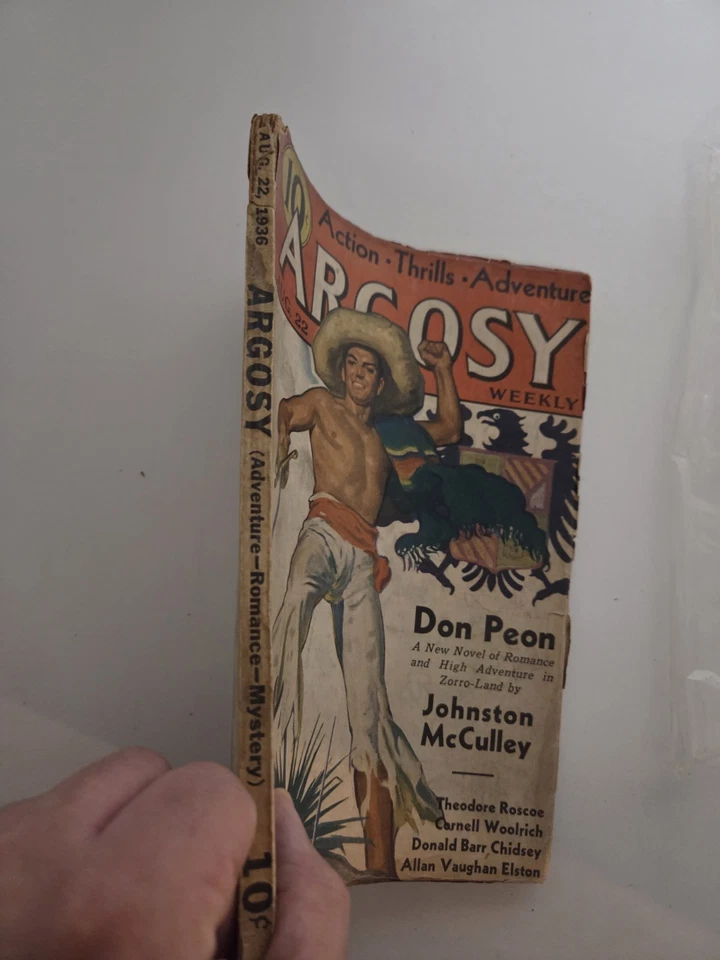 AUG. 22, 1936
ARGOSY
(Adventure—Romance—Mystery)
10¢
10¢
Action · Thrills · Adventure
ARGOSY
WEEKLY
AUG. 22
Don Peon
A New Novel of Romance
and High Adventure in
Zorro-Land by
Johnston
McCulley
Theodore Roscoe
Cornell Woolrich
Donald Barr Chidsey
Allan Vaughan Elston